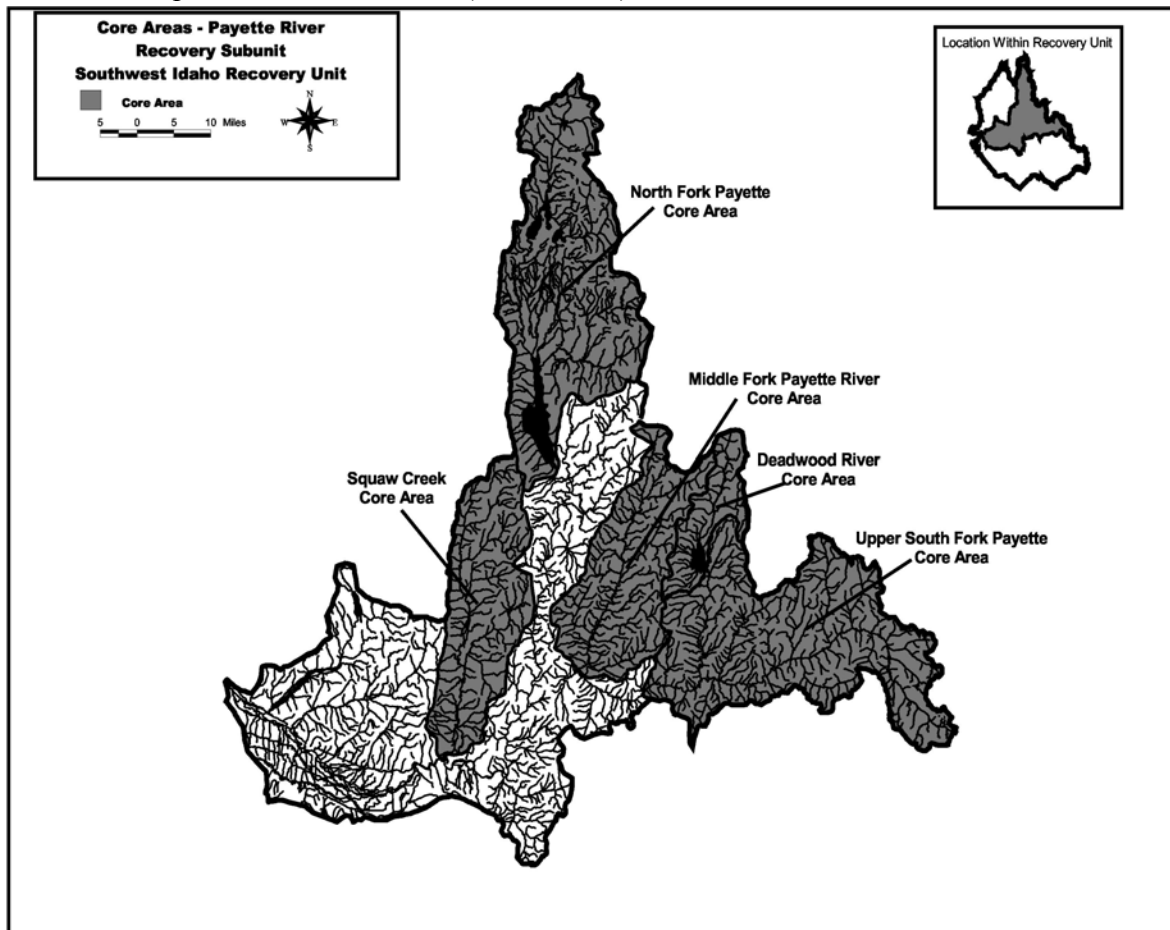 Core Areas - Payette River
Recovery Subunit
Southwest Idaho Recovery Unit
Core Area
5 0 5 10 Miles
N
W E
S
Location Within Recovery Unit
North Fork Payette
Core Area
Middle Fork Payette River
Core Area
Deadwood River
Core Area
Squaw Creek
Core Area
Upper South Fork Payette
Core Area